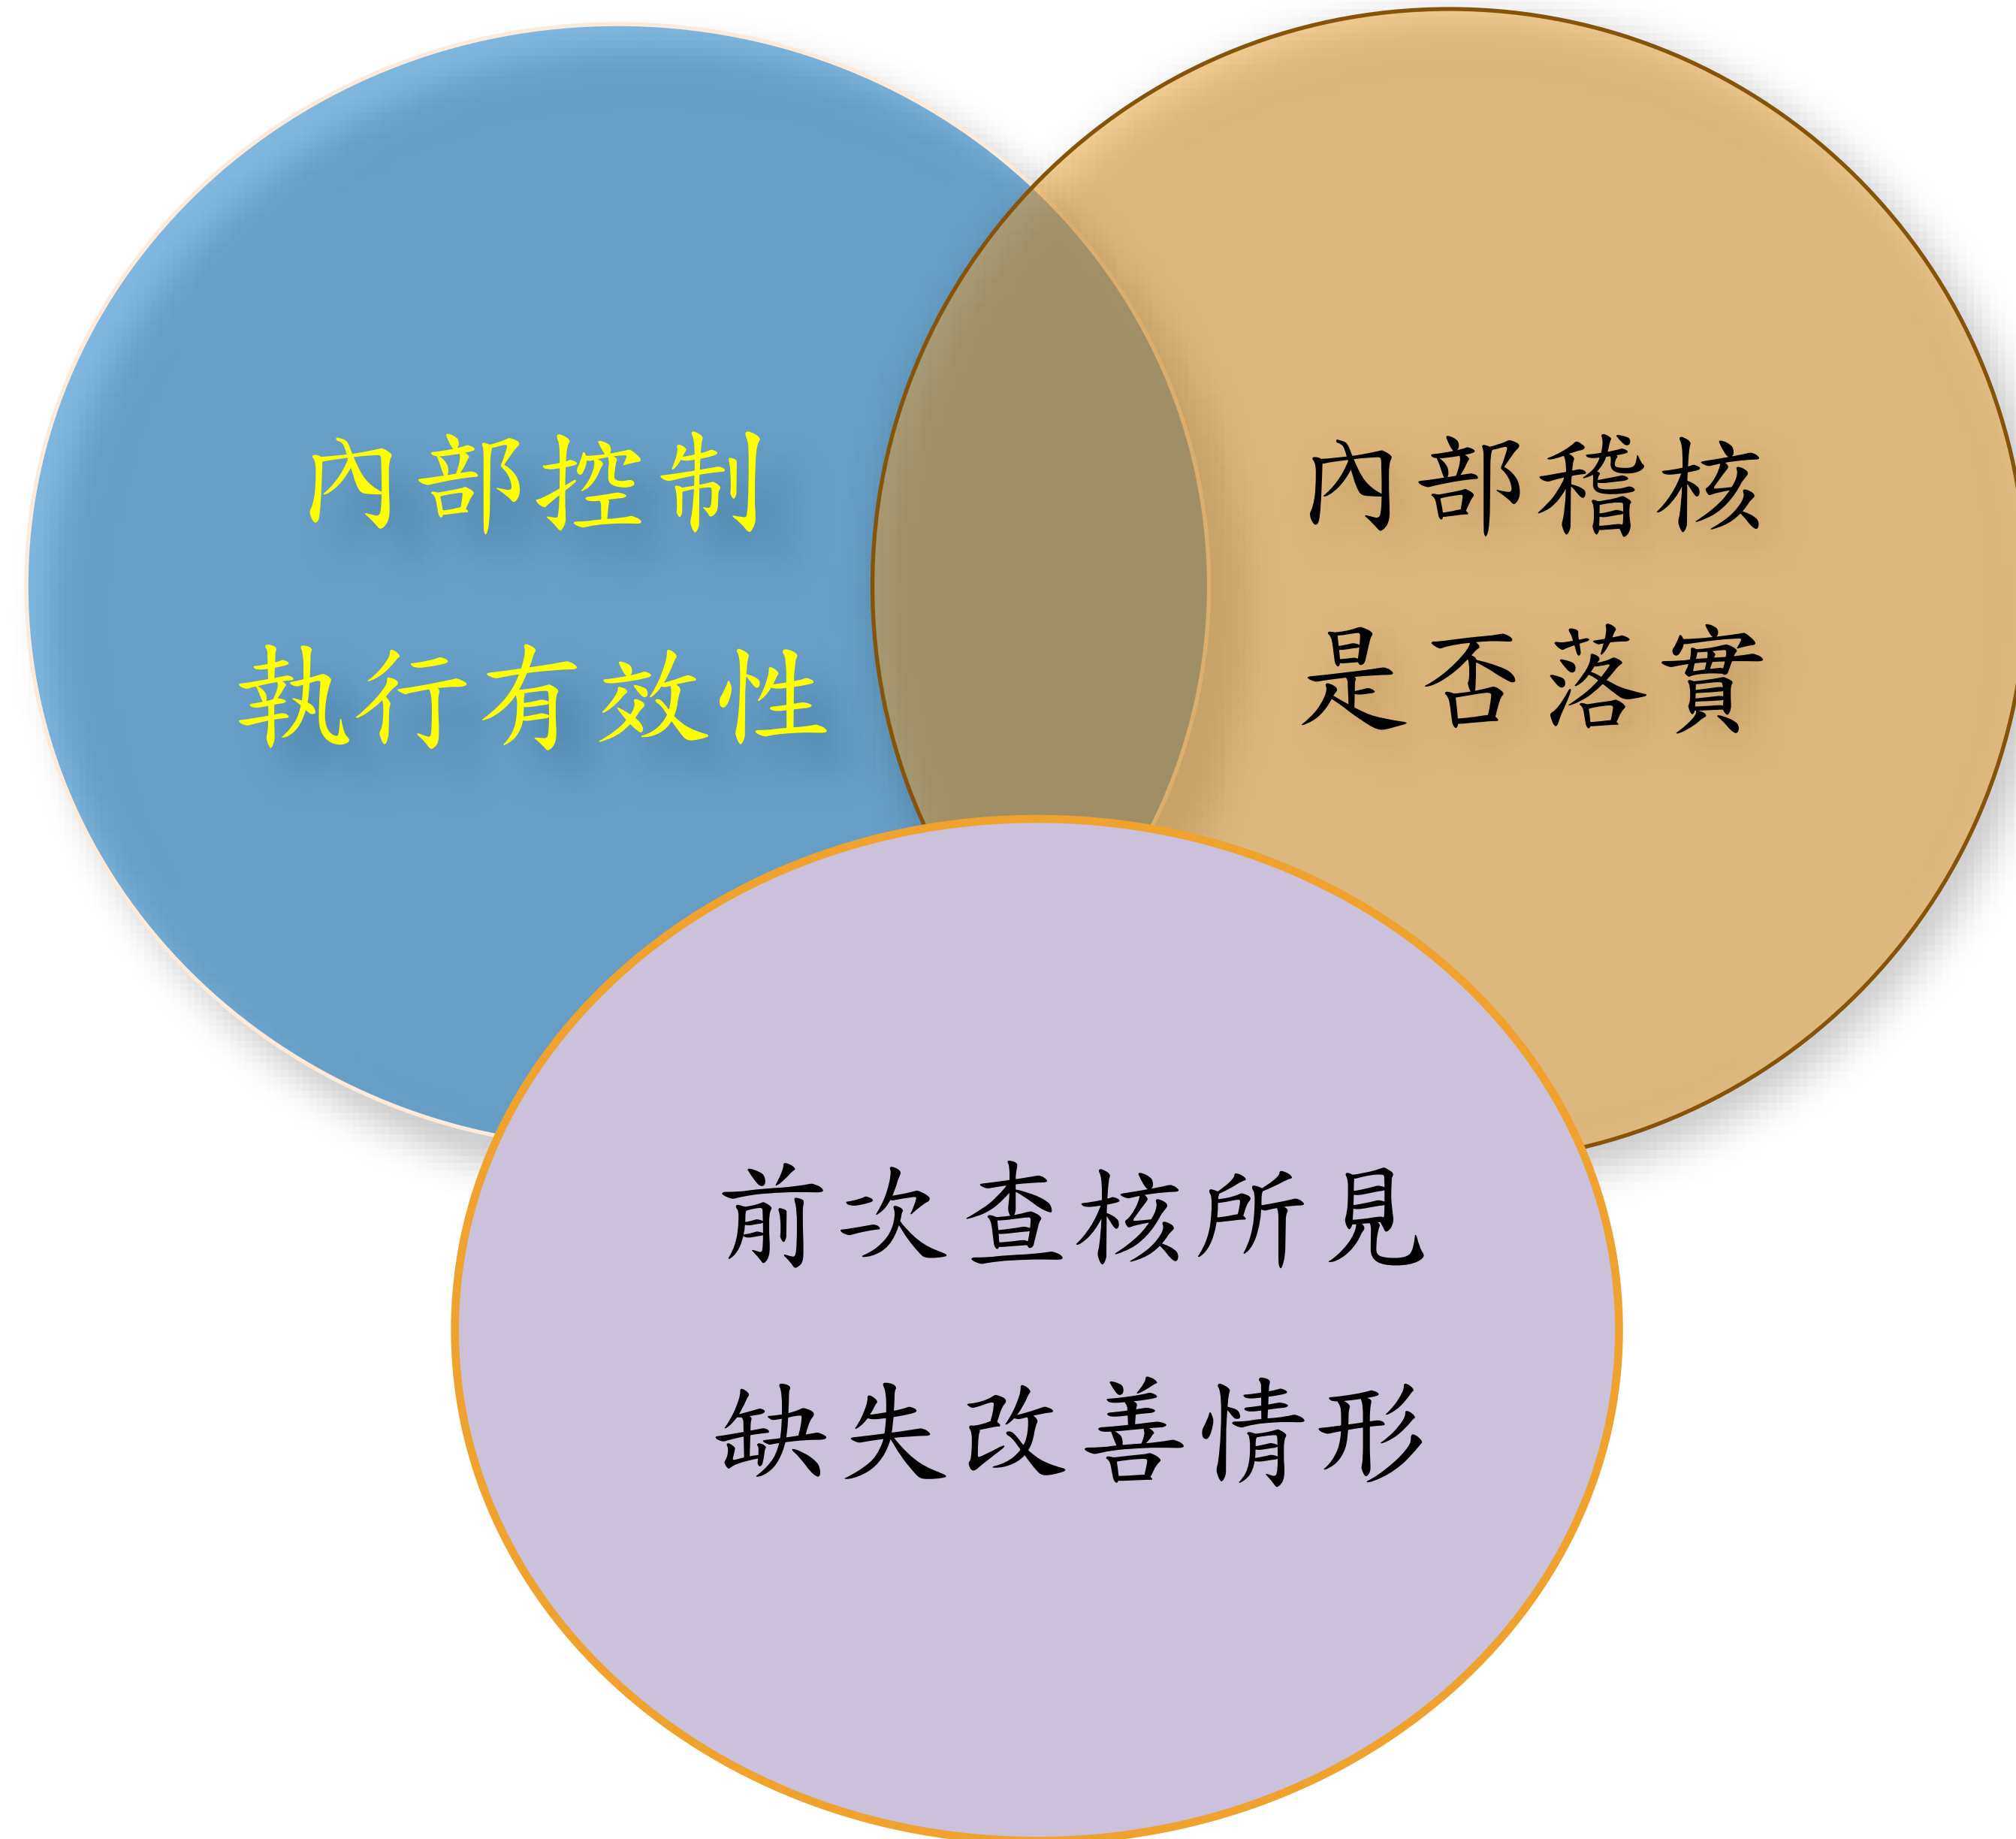 內部控制
執行有效性
內部稽核
是否落實
前次查核所見
缺失改善情形